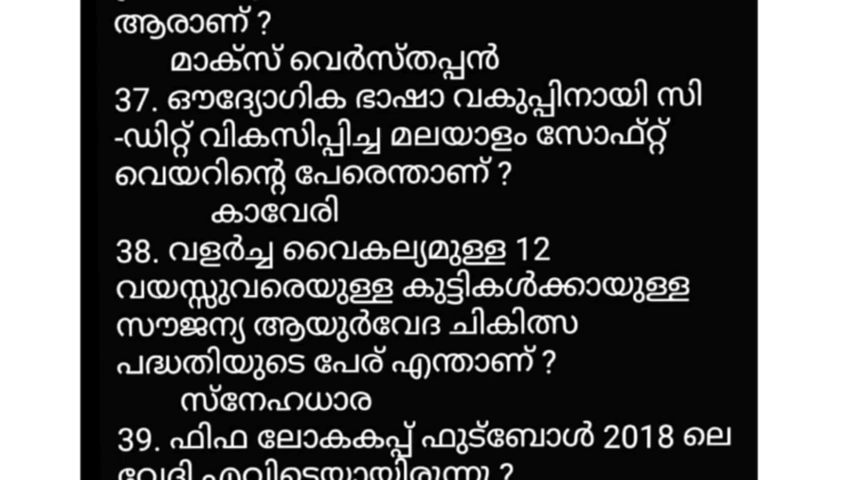 ആരാണ് ?
മാക്സ് വെർസ്തപ്പൻ
37. ഔദ്യോഗിക ഭാഷാ വകുപ്പിനായി സി
-ഡിറ്റ് വികസിപ്പിച്ച മലയാളം സോഫ്റ്റ്
വെയറിന്റെ പേരെന്താണ് ?
കാവേരി
38. വളർച്ച വൈകല്യമുള്ള 12
വയസ്സുവരെയുള്ള കുട്ടികൾക്കായുള്ള
സൗജന്യ ആയുർവേദ ചികിത്സ
പദ്ധതിയുടെ പേര് എന്താണ് ?
സ്നേഹധാര
39. ഫിഫ ലോകകപ്പ് ഫുട്ബോൾ 2018 ലെ
വേദി എവിടെയായിരുന്നു ?